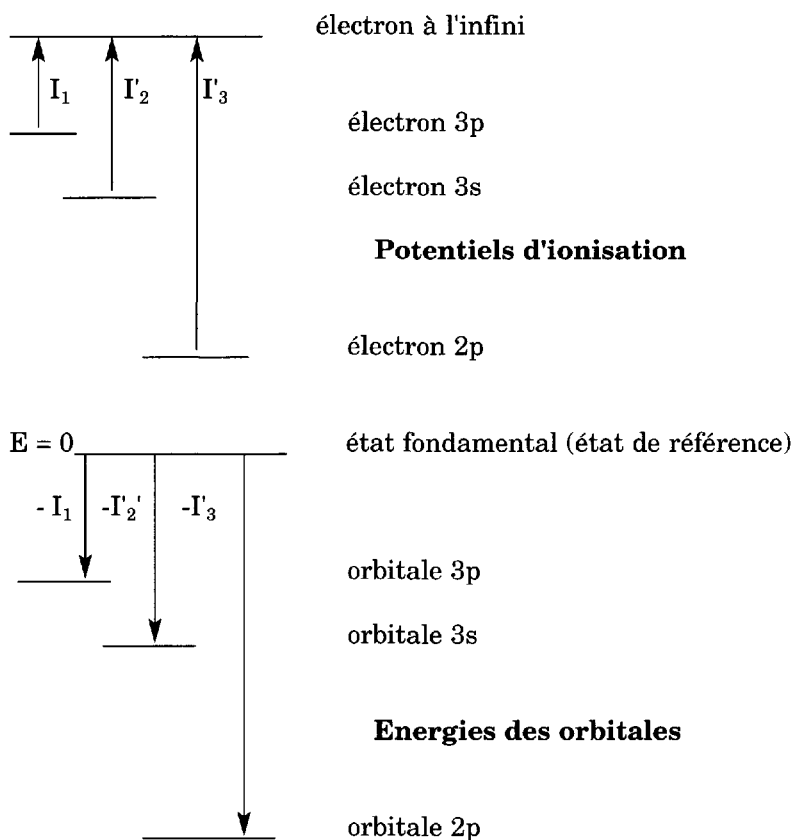 électron à l'infini
I₁ I'₂ I'₃
électron 3p
électron 3s
Potentiels d'ionisation
électron 2p
E = 0 état fondamental (état de référence)
- I₁ -I'₂' -I'₃
orbitale 3p
orbitale 3s
Energies des orbitales
orbitale 2p